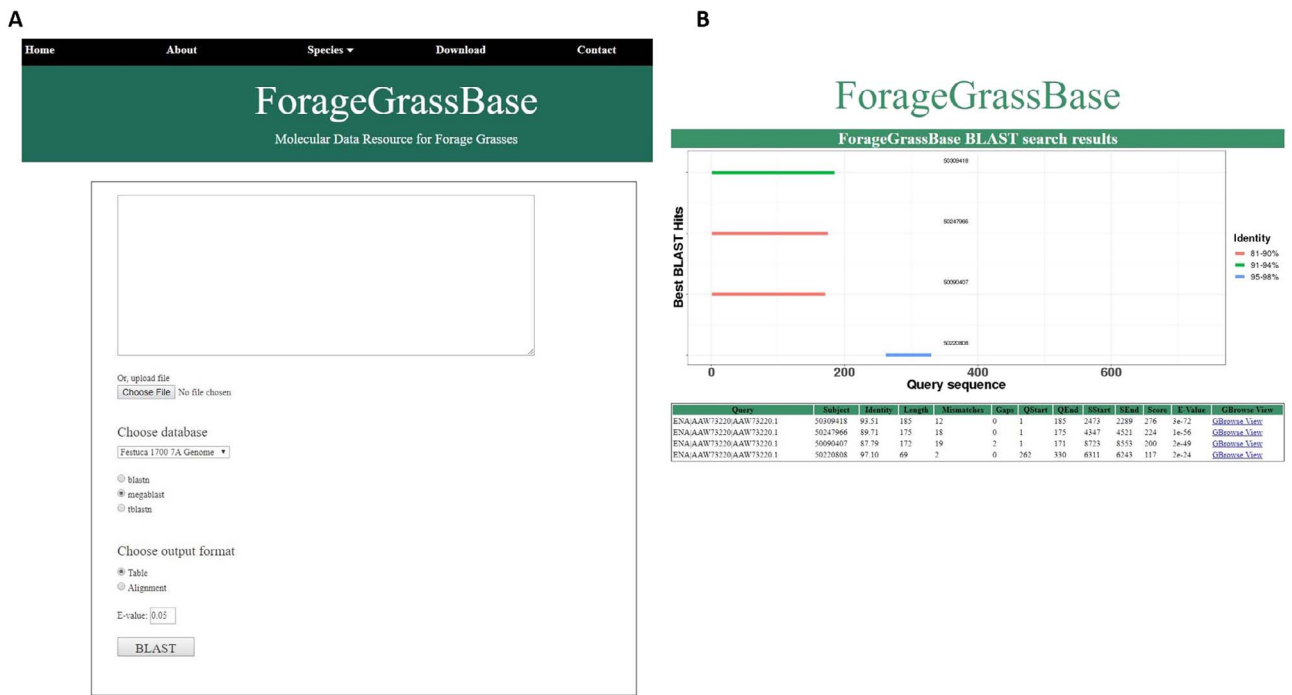 A
Home About Species ▾ Download Contact
ForageGrassBase
Molecular Data Resource for Forage Grasses
Or, upload file
Choose File No file chosen
Choose database
Festuca 1700 7A Genome ▾
blastn
megablast
tblastn
Choose output format
Table
Alignment
E-value: 0.05
BLAST
B
ForageGrassBase
ForageGrassBase BLAST search results
50309418
50247966
50090407
50220808
Best BLAST Hits
0 200 400 600
Query sequence
Identity
81-90%
91-94%
95-98%
Query Subject Identity Length Mismatches Gaps QStart QEnd SStart SEnd Score E-Value GBrowse View
ENA|AAW73220|AAW73220.1 50309418 93.51 185 12 0 1 185 2473 2289 276 3e-72 GBrowse View
ENA|AAW73220|AAW73220.1 50247966 89.71 175 18 0 1 175 4347 4521 224 1e-56 GBrowse View
ENA|AAW73220|AAW73220.1 50090407 87.79 172 19 2 1 171 8723 8553 200 2e-49 GBrowse View
ENA|AAW73220|AAW73220.1 50220808 97.10 69 2 0 262 330 6311 6243 117 2e-24 GBrowse View